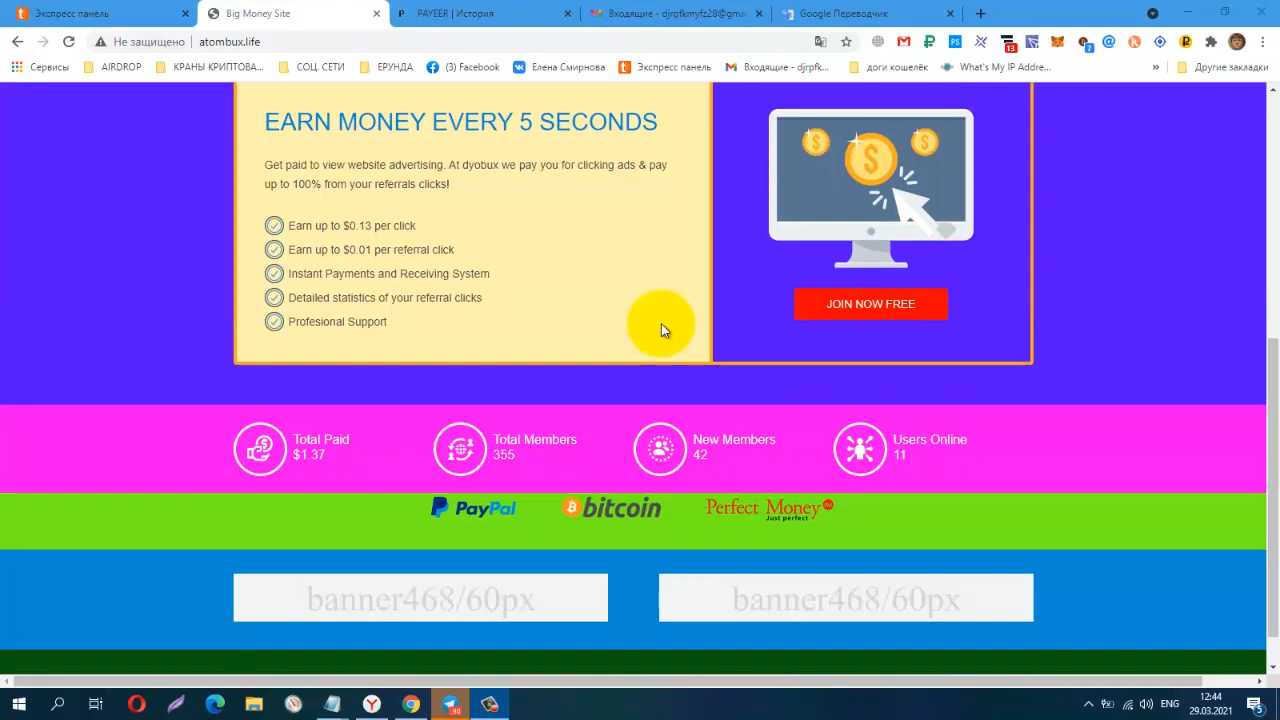 Экспресс панель
Big Money Site
P PAYEER | История
Входящие - djrpfkmyfz28@gma
Google Переводчик
Не защищено | atombux.life
13
7
Сервисы
AIRDROP
КРАНЫ КРИПТОВА...
СОЦ. СЕТИ
ЕРУНДА
(3) Facebook
Елена Смирнова
Экспресс панель
Входящие - djrpfk...
доги кошелёк
What's My IP Addre...
»
Другие закладки
EARN MONEY EVERY 5 SECONDS
Get paid to view website advertising. At dyobux we pay you for clicking ads & pay
up to 100% from your referrals clicks!
Earn up to $0.13 per click
Earn up to $0.01 per referral click
Instant Payments and Receiving System
Detailed statistics of your referral clicks
Profesional Support
JOIN NOW FREE
Total Paid
$1.37
Total Members
355
New Members
42
Users Online
11
PayPal
bitcoin
Perfect Money
Just perfect
banner468/60px
banner468/60px
ENG
12:44
29.03.2021
5